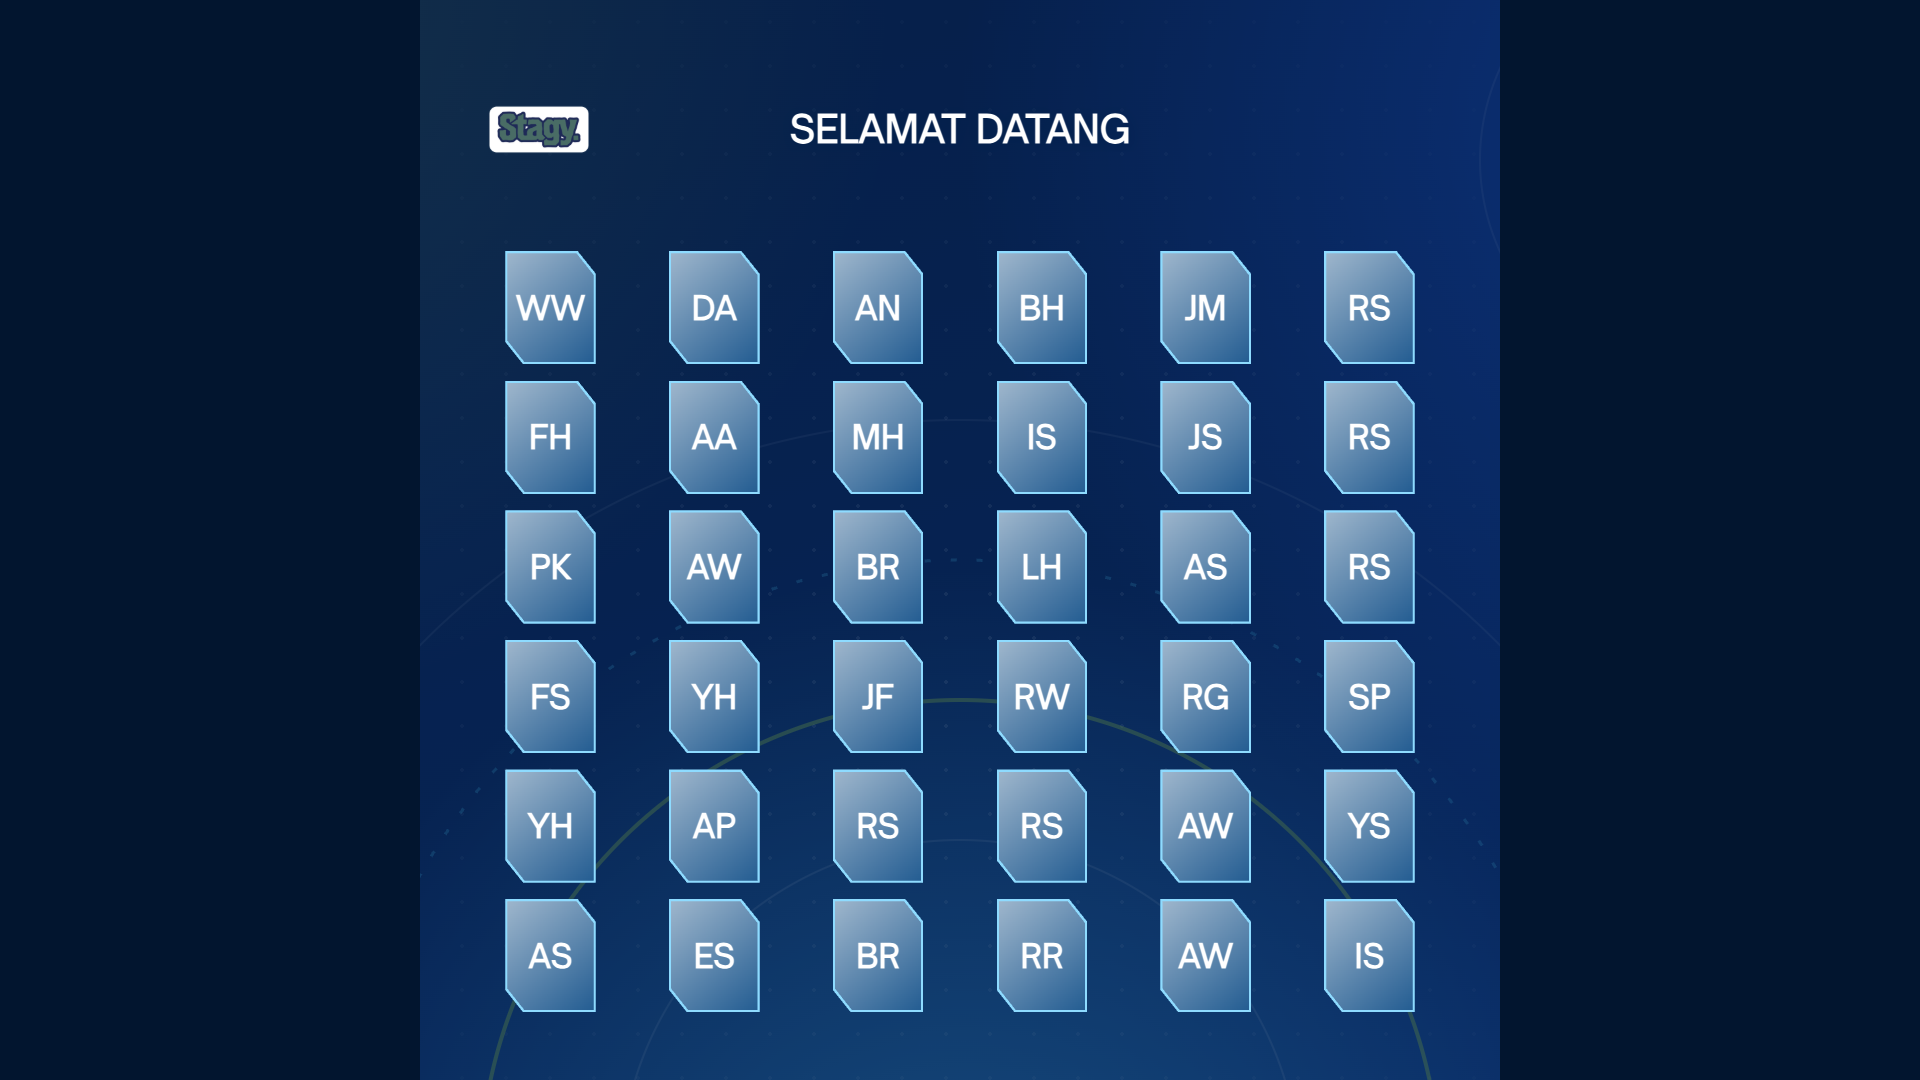 Stagy.
SELAMAT DATANG
WW DA AN BH JM RS
FH AA MH IS JS RS
PK AW BR LH AS RS
FS YH JF RW RG SP
YH AP RS RS AW YS
AS ES BR RR AW IS